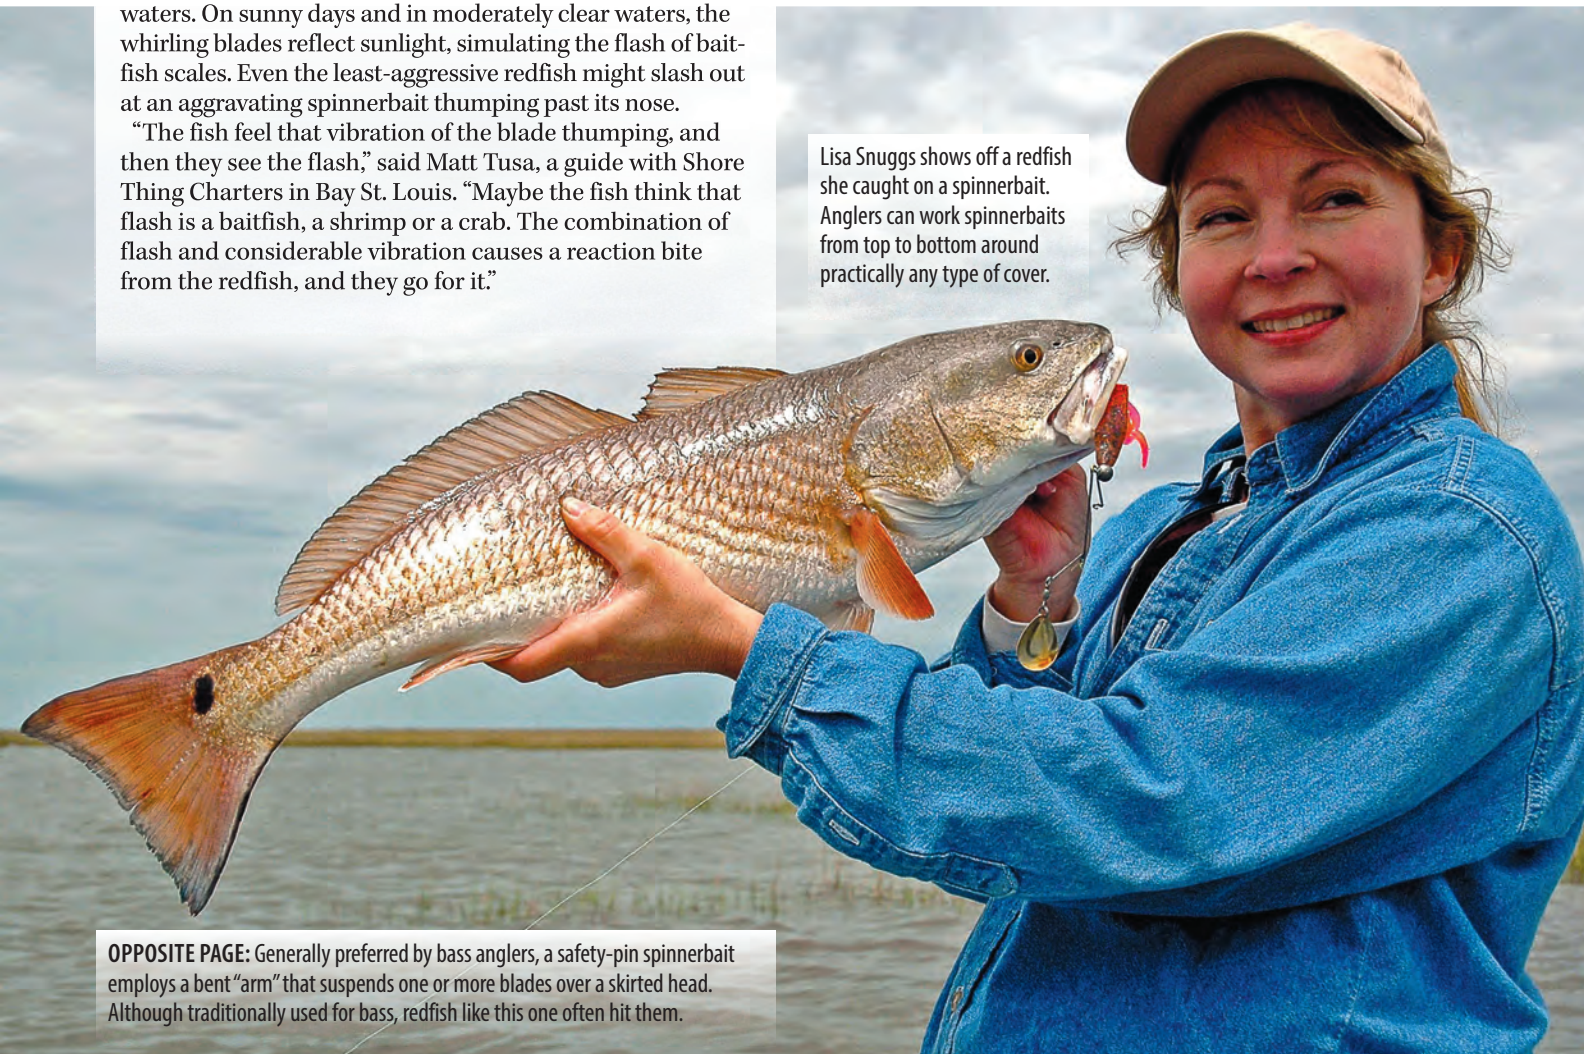 waters. On sunny days and in moderately clear waters, the
whirling blades reflect sunlight, simulating the flash of bait-
fish scales. Even the least-aggressive redfish might slash out
at an aggravating spinnerbait thumping past its nose.
“The fish feel that vibration of the blade thumping, and
then they see the flash,” said Matt Tusa, a guide with Shore
Thing Charters in Bay St. Louis. “Maybe the fish think that
flash is a baitfish, a shrimp or a crab. The combination of
flash and considerable vibration causes a reaction bite
from the redfish, and they go for it.”
Lisa Snuggs shows off a redfish
she caught on a spinnerbait.
Anglers can work spinnerbaits
from top to bottom around
practically any type of cover.
OPPOSITE PAGE: Generally preferred by bass anglers, a safety-pin spinnerbait
employs a bent “arm” that suspends one or more blades over a skirted head.
Although traditionally used for bass, redfish like this one often hit them.